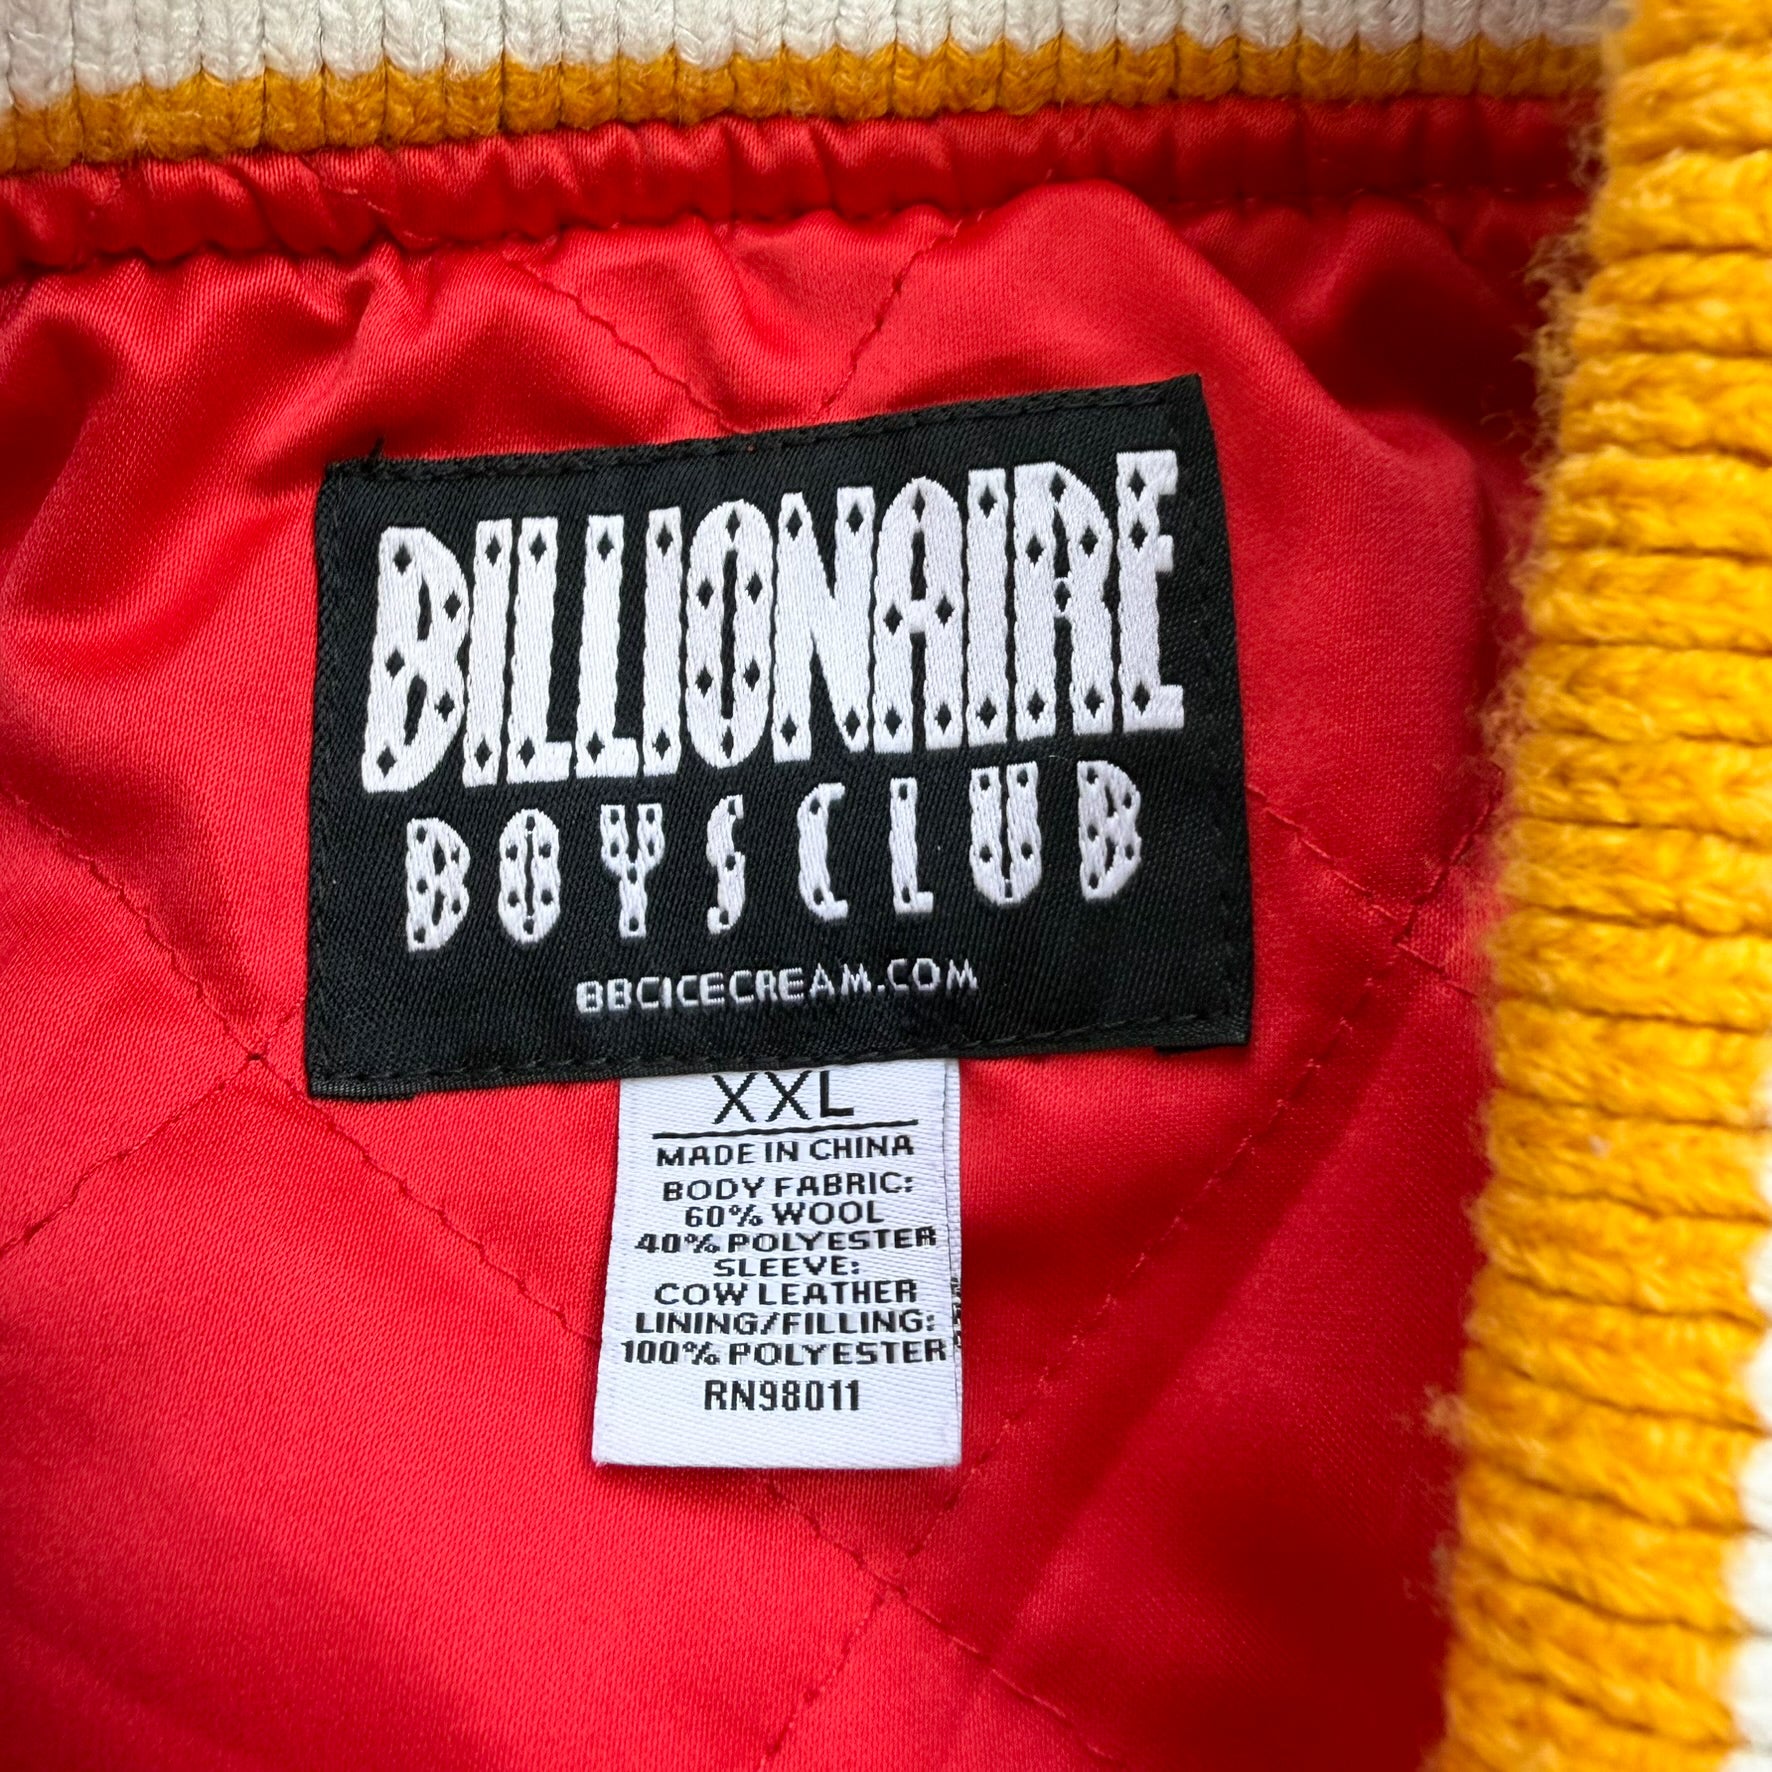 BILLIONAIRE
BOYS CLUB
BBCICECREAM.COM
XXL
MADE IN CHINA
BODY FABRIC:
60% WOOL
40% POLYESTER
SLEEVE:
COW LEATHER
LINING/FILLING:
100% POLYESTER
RN98011